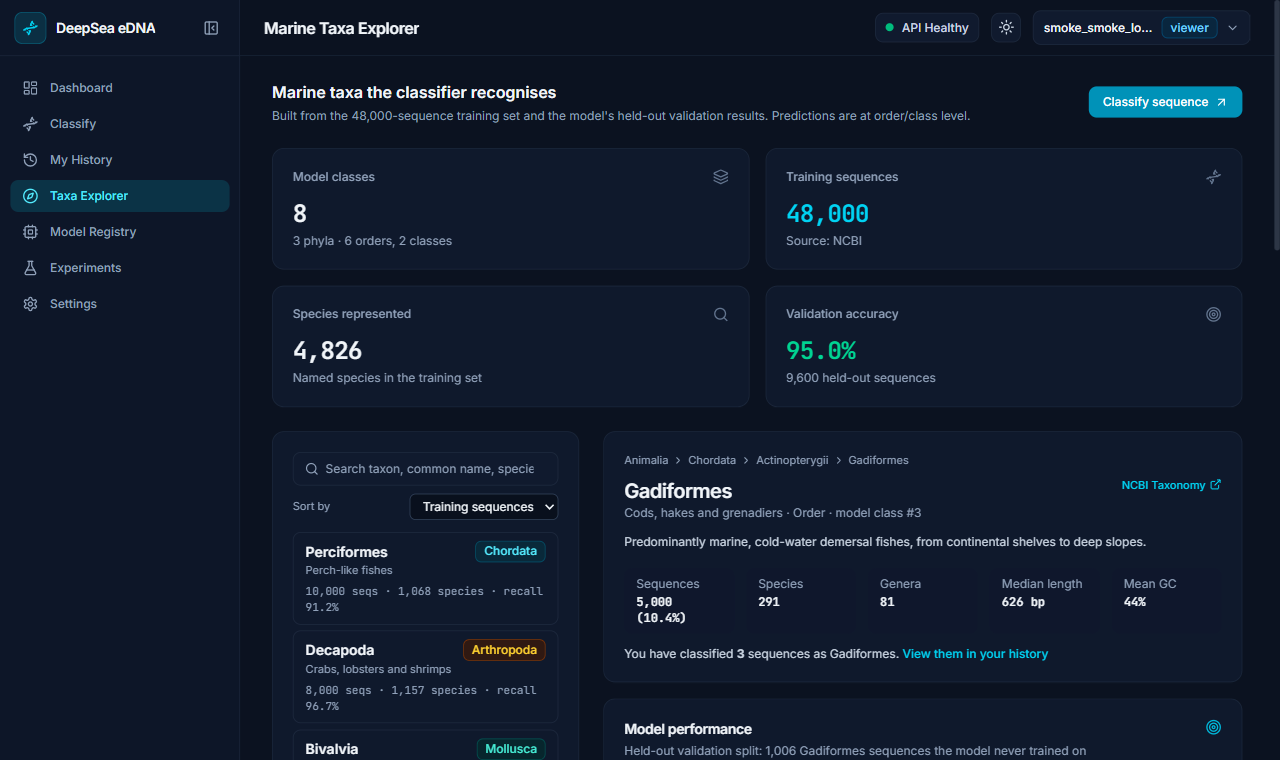 DeepSea eDNA
Marine Taxa Explorer
API Healthy
smoke_smoke_lo...
viewer
Dashboard
Classify
My History
Taxa Explorer
Model Registry
Experiments
Settings
Marine taxa the classifier recognises
Built from the 48,000-sequence training set and the model's held-out validation results. Predictions are at order/class level.
Classify sequence
Model classes
8
3 phyla · 6 orders, 2 classes
Training sequences
48,000
Source: NCBI
Species represented
4,826
Named species in the training set
Validation accuracy
95.0%
9,600 held-out sequences
Search taxon, common name, specie
Sort by
Training sequences
Perciformes
Chordata
Perch-like fishes
10,000 seqs · 1,068 species · recall
91.2%
Decapoda
Arthropoda
Crabs, lobsters and shrimps
8,000 seqs · 1,157 species · recall
96.7%
Bivalvia
Mollusca
Animalia > Chordata > Actinopterygii > Gadiformes
Gadiformes
NCBI Taxonomy
Cods, hakes and grenadiers · Order · model class #3
Predominantly marine, cold-water demersal fishes, from continental shelves to deep slopes.
Sequences
5,000
(10.4%)
Species
291
Genera
81
Median length
626 bp
Mean GC
44%
You have classified 3 sequences as Gadiformes. View them in your history
Model performance
Held-out validation split: 1,006 Gadiformes sequences the model never trained on